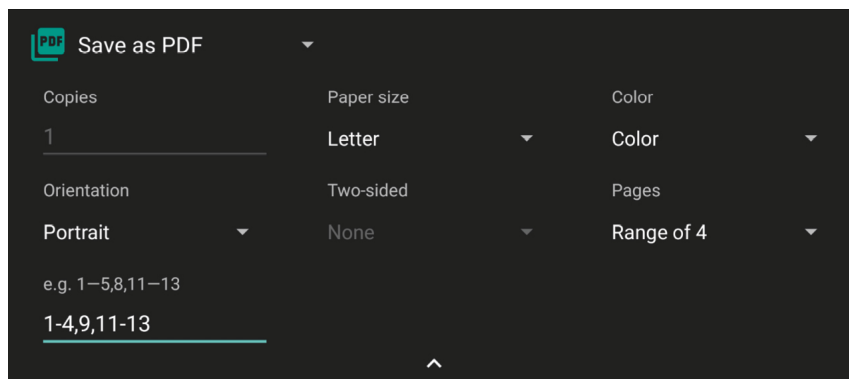 PDF Save as PDF
Copies Paper size Color
1 Letter Color
Orientation Two-sided Pages
Portrait None Range of 4
e.g. 1—5,8,11—13
1-4,9,11-13